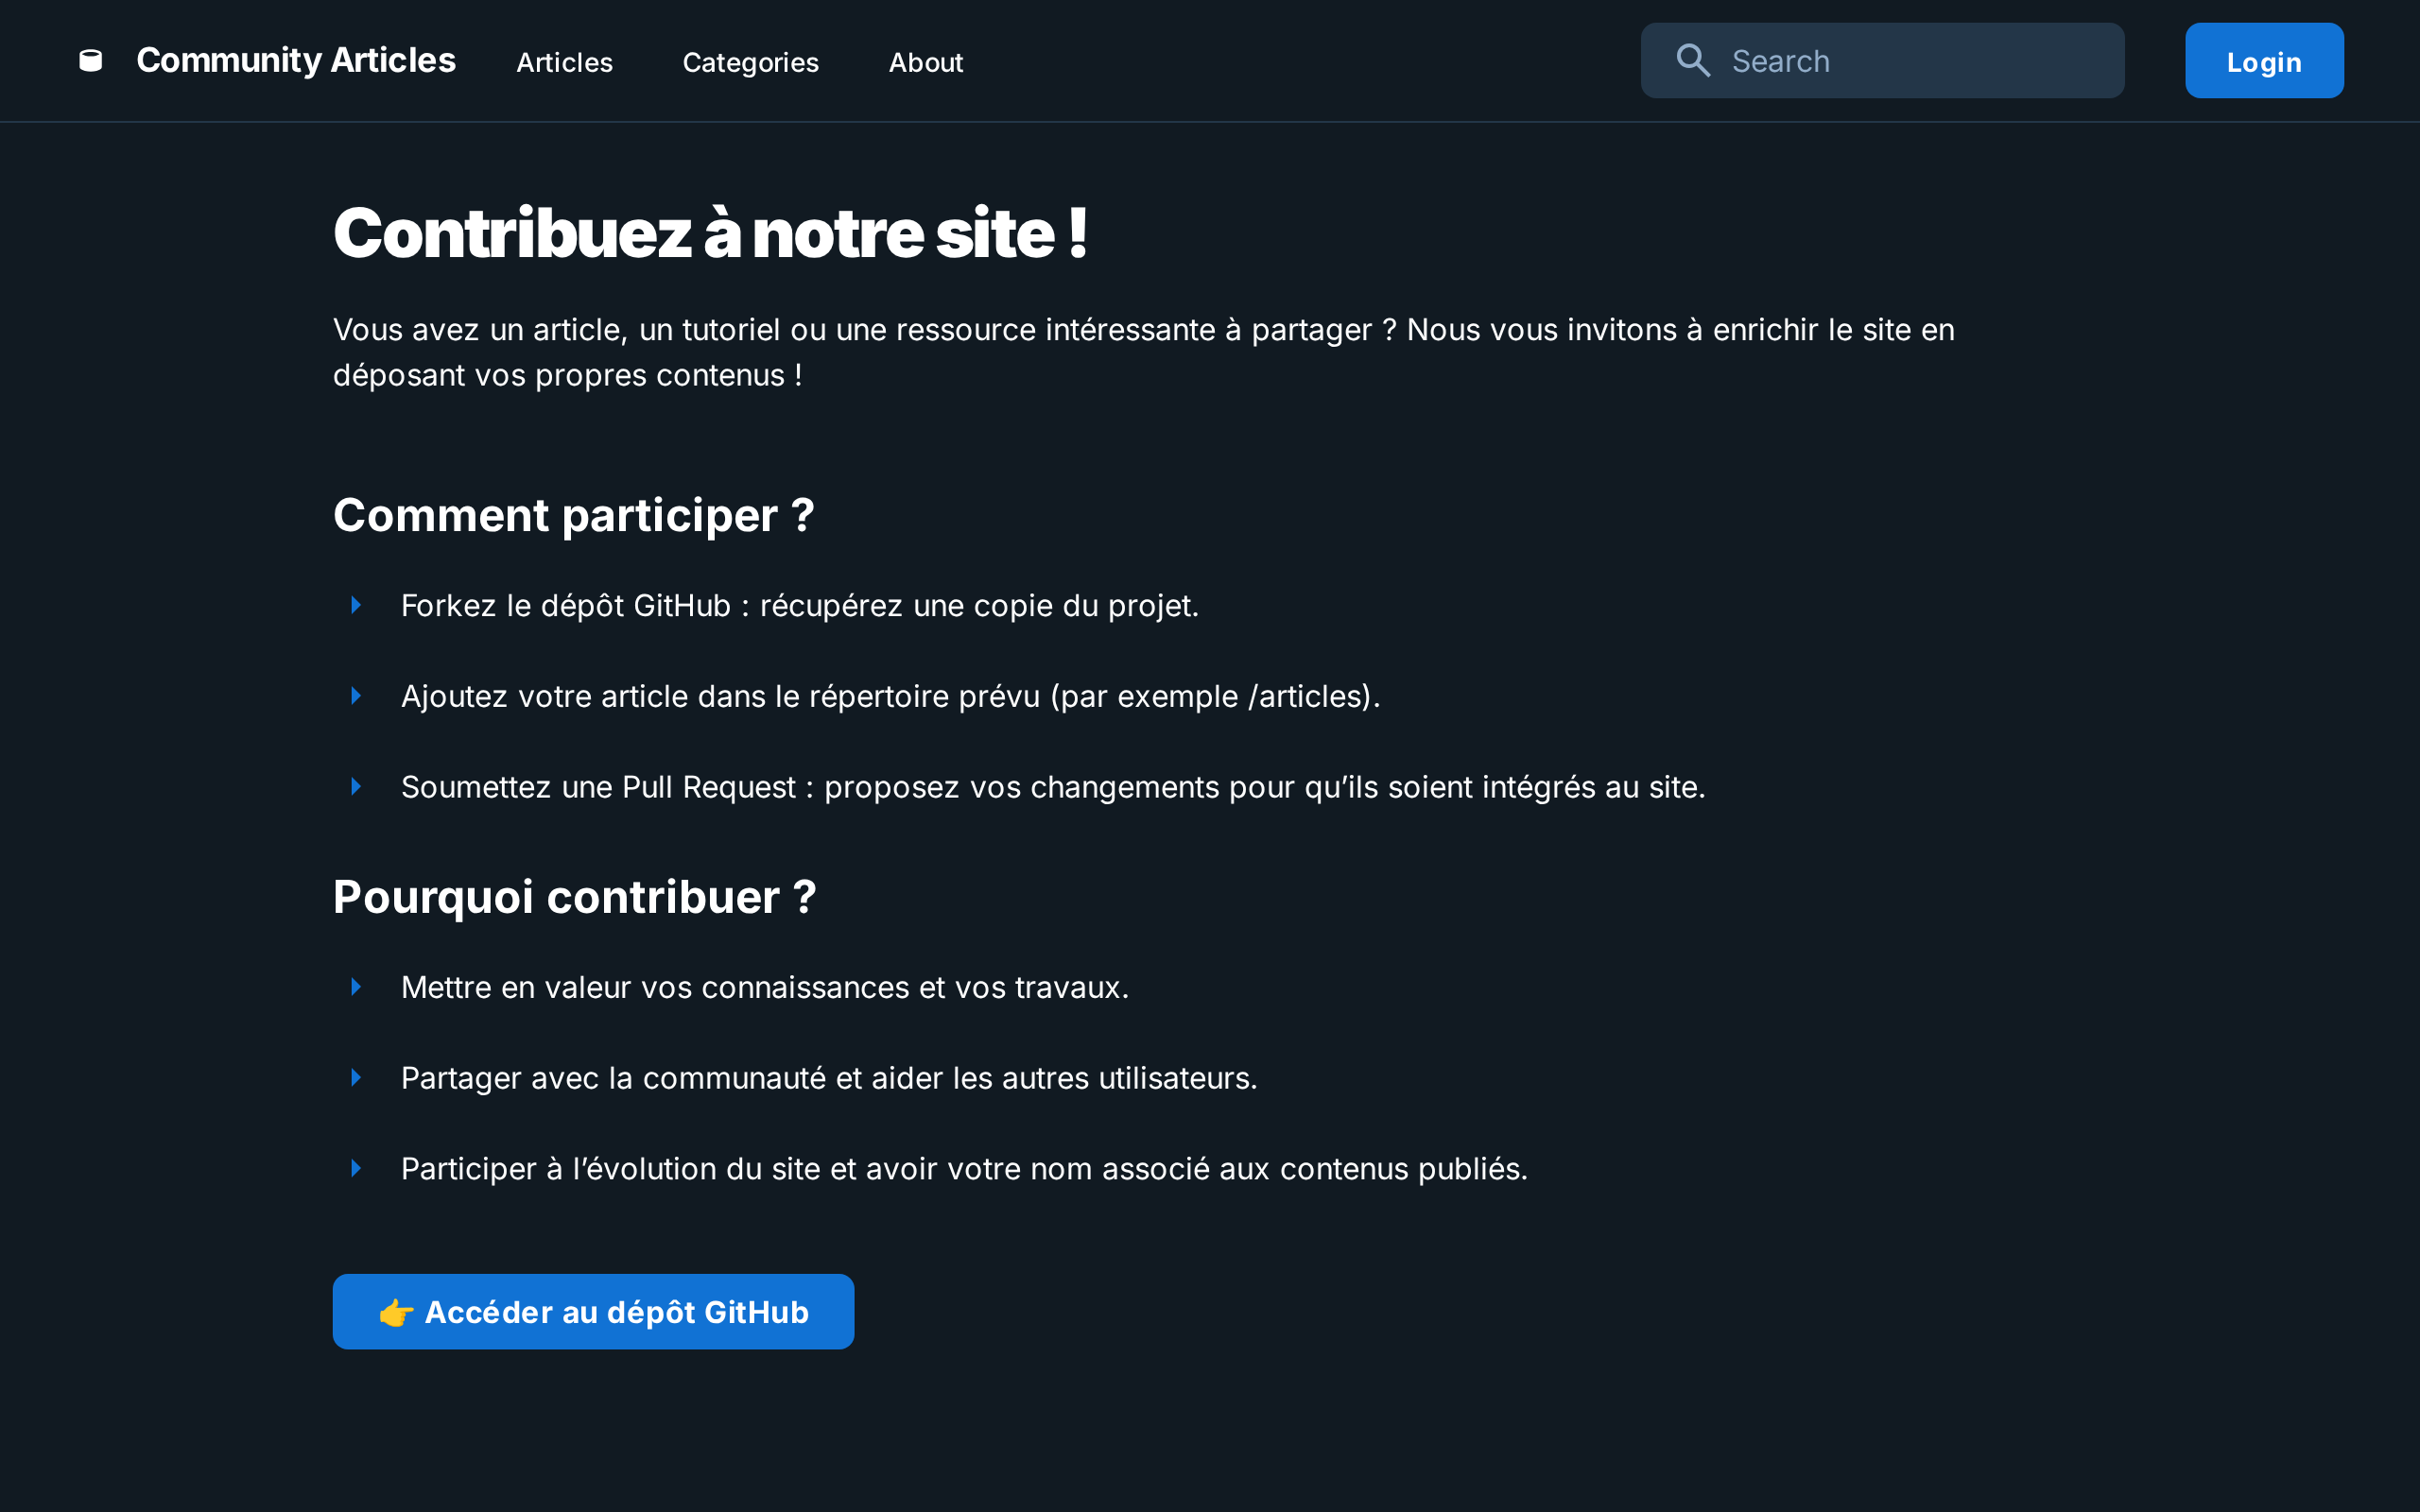 Community Articles
Articles
Categories
About
Search
Login
Contribuez à notre site !
Vous avez un article, un tutoriel ou une ressource intéressante à partager ? Nous vous invitons à enrichir le site en
déposant vos propres contenus !
Comment participer ?
Forkez le dépôt GitHub : récupérez une copie du projet.
Ajoutez votre article dans le répertoire prévu (par exemple /articles).
Soumettez une Pull Request : proposez vos changements pour qu’ils soient intégrés au site.
Pourquoi contribuer ?
Mettre en valeur vos connaissances et vos travaux.
Partager avec la communauté et aider les autres utilisateurs.
Participer à l’évolution du site et avoir votre nom associé aux contenus publiés.
👉 Accéder au dépôt GitHub